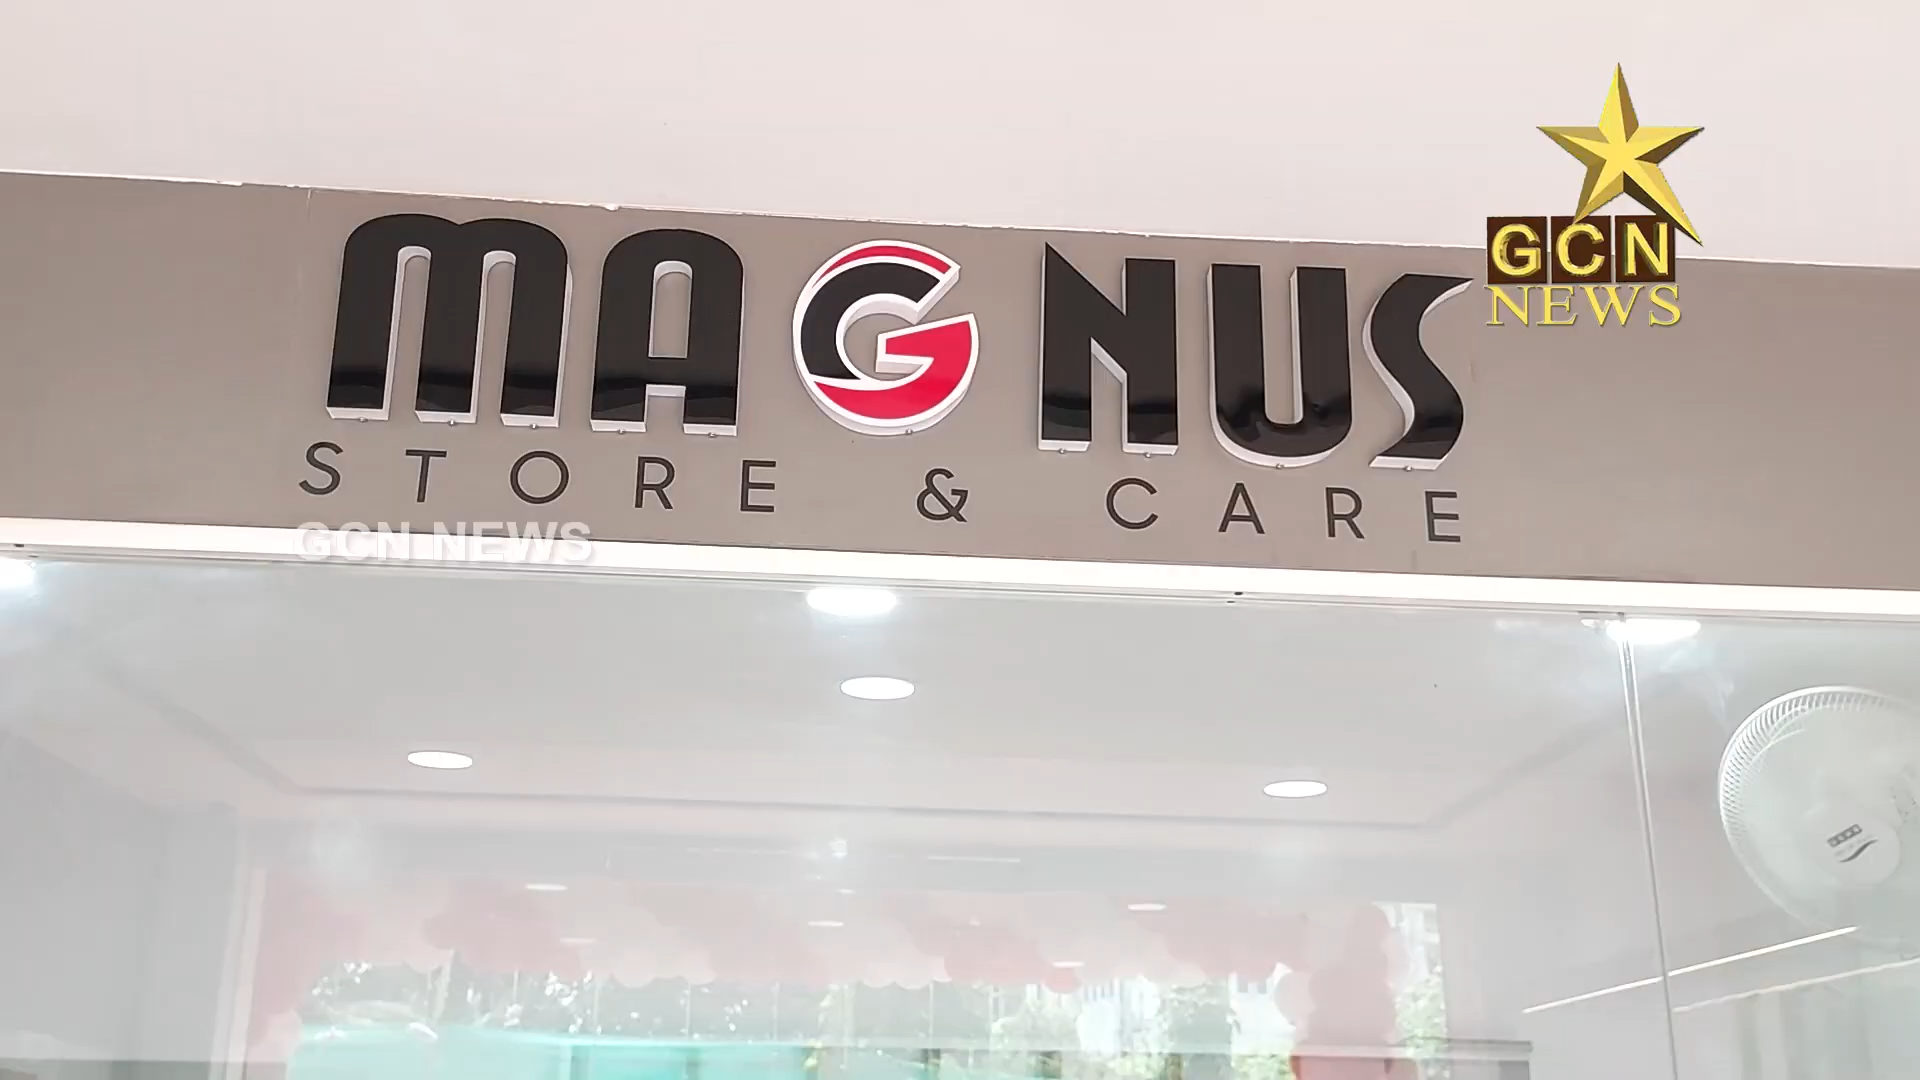 MAGNUS
STORE & CARE
GCN
NEWS
GCN NEWS